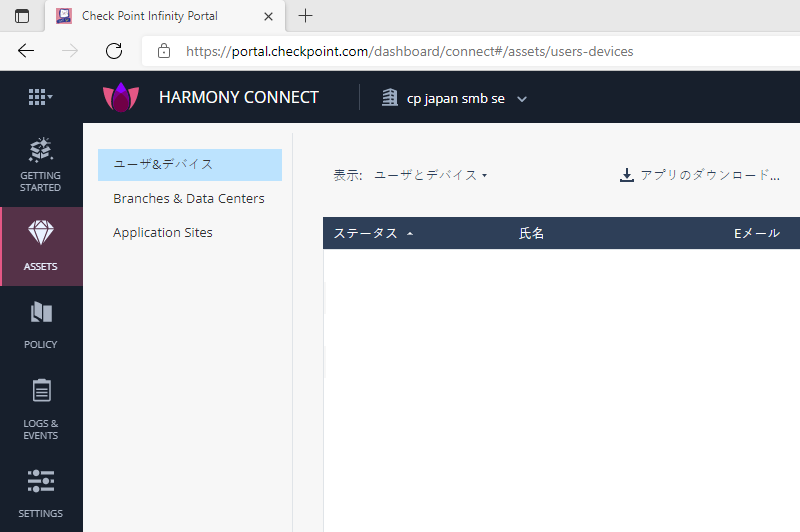 Check Point Infinity Portal
https://portal.checkpoint.com/dashboard/connect#/assets/users-devices
HARMONY CONNECT
cp japan smb se
GETTING
STARTED
ASSETS
POLICY
LOGS &
EVENTS
SETTINGS
ユーザ&デバイス
Branches & Data Centers
Application Sites
表示: ユーザとデバイス
アプリのダウンロード...
ステータス 氏名 Eメール